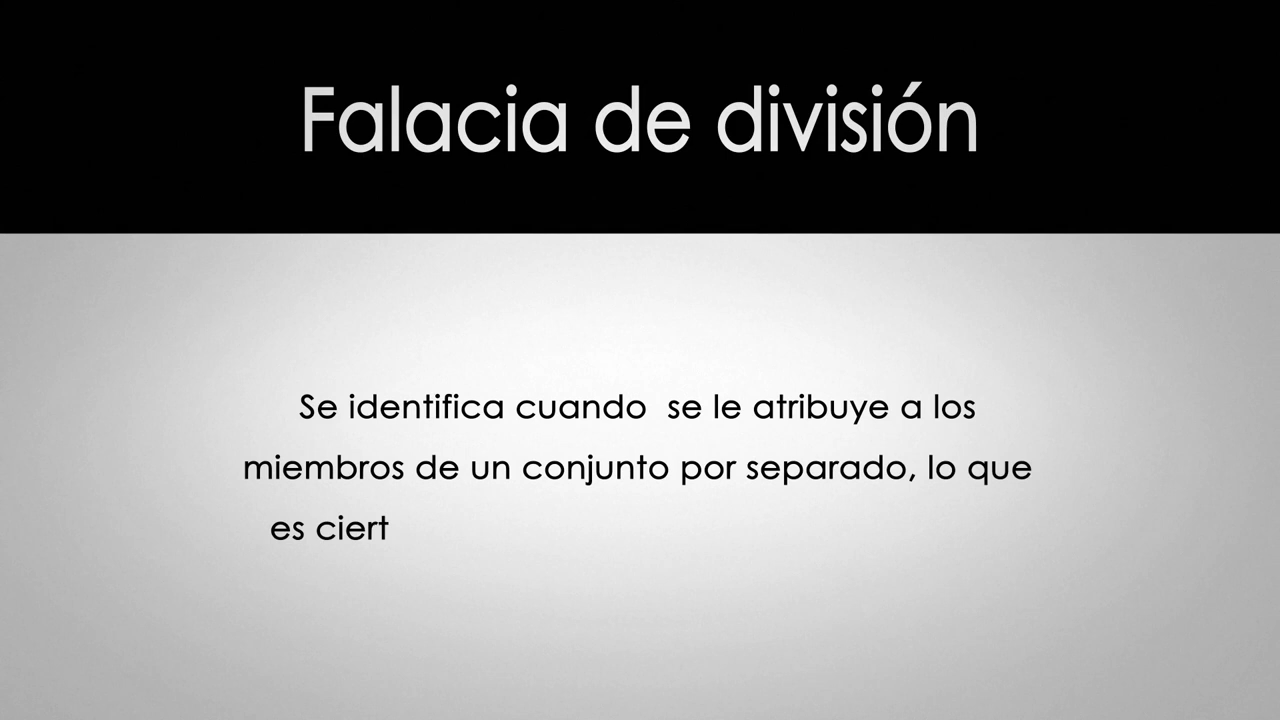 Falacia de división
Se identifica cuando se le atribuye a los
miembros de un conjunto por separado, lo que
es ciert